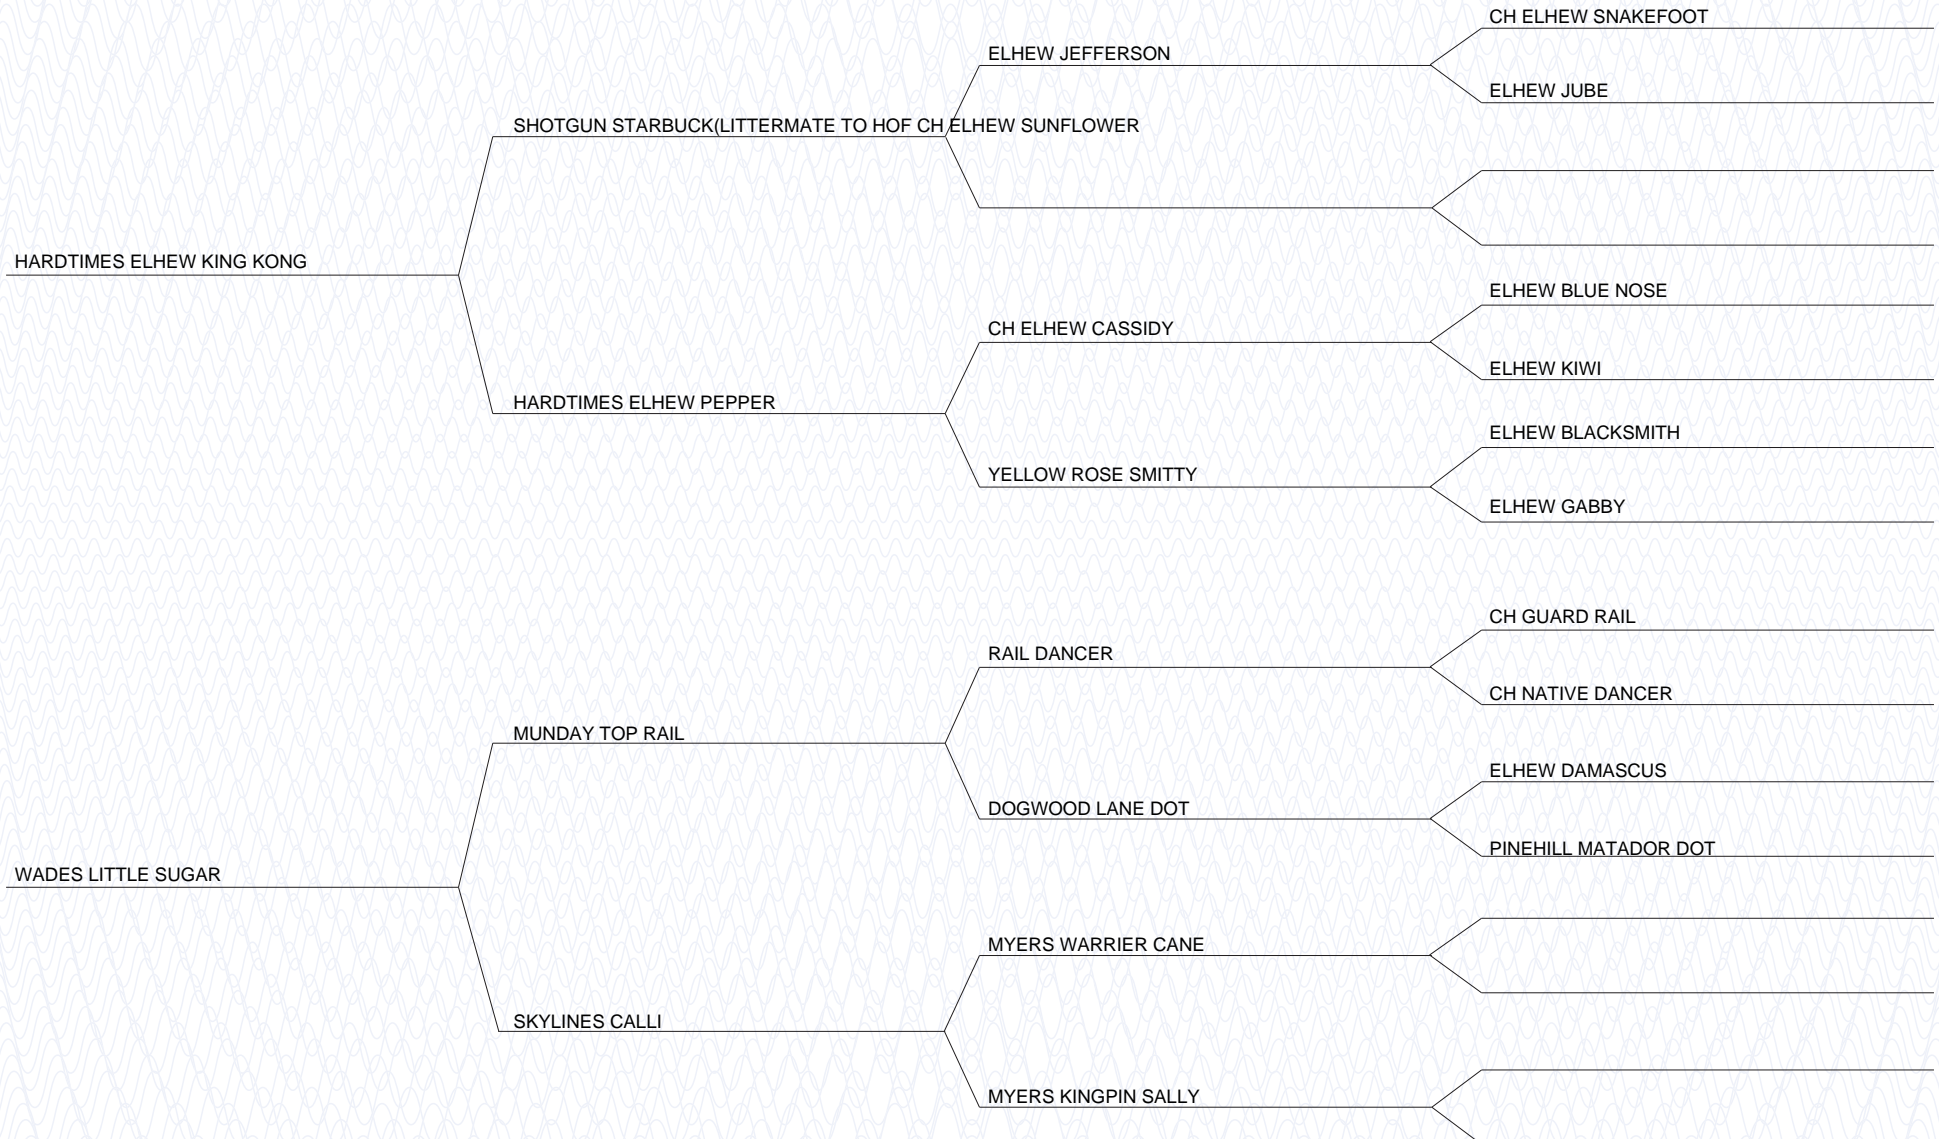 CH ELHEW SNAKEFOOT
ELHEW JEFFERSON
ELHEW JUBE
SHOTGUN STARBUCK(LITTERMATE TO HOF CH ELHEW SUNFLOWER
HARDTIMES ELHEW KING KONG
ELHEW BLUE NOSE
CH ELHEW CASSIDY
ELHEW KIWI
HARDTIMES ELHEW PEPPER
ELHEW BLACKSMITH
YELLOW ROSE SMITTY
ELHEW GABBY
CH GUARD RAIL
RAIL DANCER
CH NATIVE DANCER
MUNDAY TOP RAIL
ELHEW DAMASCUS
DOGWOOD LANE DOT
PINEHILL MATADOR DOT
WADES LITTLE SUGAR
MYERS WARRIER CANE
SKYLINES CALLI
MYERS KINGPIN SALLY